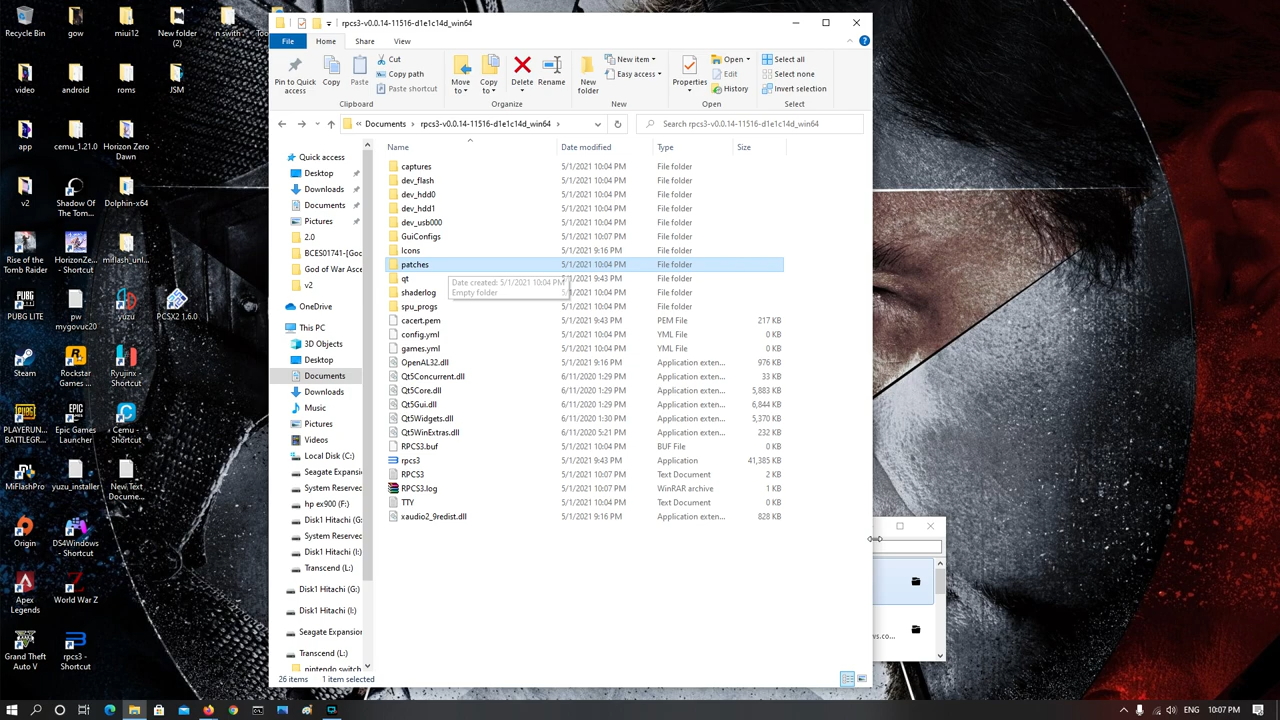 Recycle Bin
gow
miui12
New folder (2)
n swith
video
android
roms
JSM
app
cemu_1.21.0
Horizon Zero Dawn
v2
Shadow Of The Tom...
Dolphin-x64
Rise of the Tomb Raider
HorizonZe... - Shortcut
miflash_un...
PUBG LITE
pw mygovuc20
yuzu
PCSX2 1.6.0
Steam
Rockstar Games ...
Ryujinx - Shortcut
PLAYERUN... BATTLEGR...
Epic Games Launcher
Cemu - Shortcut
MiFlashPro
yuzu_installer
New Text Docume...
Origin
DS4Windows - Shortcut
Apex Legends
World War Z
Grand Theft Auto V
rpcs3 - Shortcut
rpcs3-v0.0.14-11516-d1e1c14d_win64
File Home Share View
Pin to Quick access
Copy
Paste
Cut
Copy path
Paste shortcut
Clipboard
Move to
Copy to
Delete
Rename
Organize
New folder
New item
Easy access
New
Properties
Open
Edit
History
Open
Select all
Select none
Invert selection
Select
« Documents › rpcs3-v0.0.14-11516-d1e1c14d_win64 ›
Search rpcs3-v0.0.14-11516-d1e1c14d_win64
Quick access
Desktop
Downloads
Documents
Pictures
2.0
BCES01741-[Goc
God of War Asce
v2
OneDrive
This PC
3D Objects
Desktop
Documents
Downloads
Music
Pictures
Videos
Local Disk (C:)
Seagate Expansio
System Reserved
hp ex900 (F:)
Disk1 Hitachi (G:
System Reserved
Disk1 Hitachi (I:)
Transcend (L:)
Disk1 Hitachi (G:)
Disk1 Hitachi (I:)
Seagate Expansion
Transcend (L:)
nintendo switch
Name Date modified Type Size
captures 5/1/2021 10:04 PM File folder
dev_flash 5/1/2021 10:04 PM File folder
dev_hdd0 5/1/2021 10:04 PM File folder
dev_hdd1 5/1/2021 10:04 PM File folder
dev_usb000 5/1/2021 10:04 PM File folder
GuiConfigs 5/1/2021 10:07 PM File folder
Icons 5/1/2021 9:16 PM File folder
patches 5/1/2021 10:04 PM File folder
qt 5/1/2021 9:43 PM File folder
Date created: 5/1/2021 10:04 PM
Empty folder
shaderlog 5/1/2021 10:04 PM File folder
spu_progs 5/1/2021 10:04 PM File folder
cacert.pem 5/1/2021 9:43 PM PEM File 217 KB
config.yml 5/1/2021 10:04 PM YML File 0 KB
games.yml 5/1/2021 10:04 PM YML File 0 KB
OpenAL32.dll 5/1/2021 9:16 PM Application exten... 976 KB
Qt5Concurrent.dll 6/11/2020 1:29 PM Application exten... 33 KB
Qt5Core.dll 6/11/2020 1:29 PM Application exten... 5,883 KB
Qt5Gui.dll 6/11/2020 1:29 PM Application exten... 6,844 KB
Qt5Widgets.dll 6/11/2020 1:30 PM Application exten... 5,370 KB
Qt5WinExtras.dll 6/11/2020 5:21 PM Application exten... 232 KB
RPCS3.buf 5/1/2021 10:04 PM BUF File 0 KB
rpcs3 5/1/2021 9:43 PM Application 41,385 KB
RPCS3 5/1/2021 10:07 PM Text Document 2 KB
RPCS3.log 5/1/2021 10:07 PM WinRAR archive 1 KB
TTY 5/1/2021 10:04 PM Text Document 0 KB
xaudio2_9redist.dll 5/1/2021 9:16 PM Application exten... 828 KB
26 items 1 item selected
ws.co...
ENG 10:07 PM